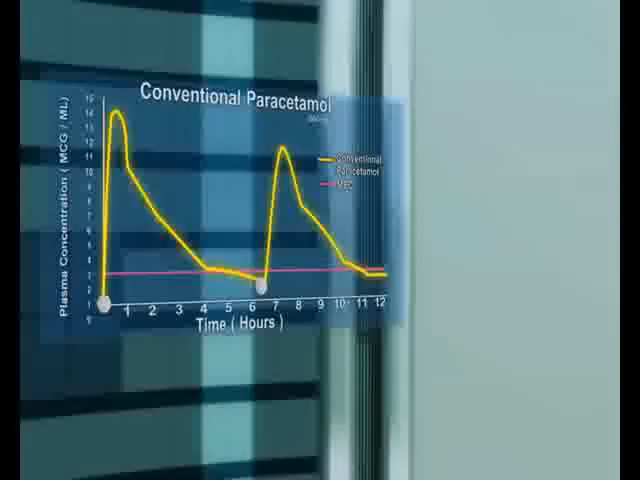 Conventional Paracetamol
Plasma Concentration ( MCG / ML)
15
14
13
12
11
10
9
8
7
6
5
4
3
2
1
0
Conventional
Paracetamol
MEC
1 2 3 4 5 6 7 8 9 10 11 12
Time ( Hours )